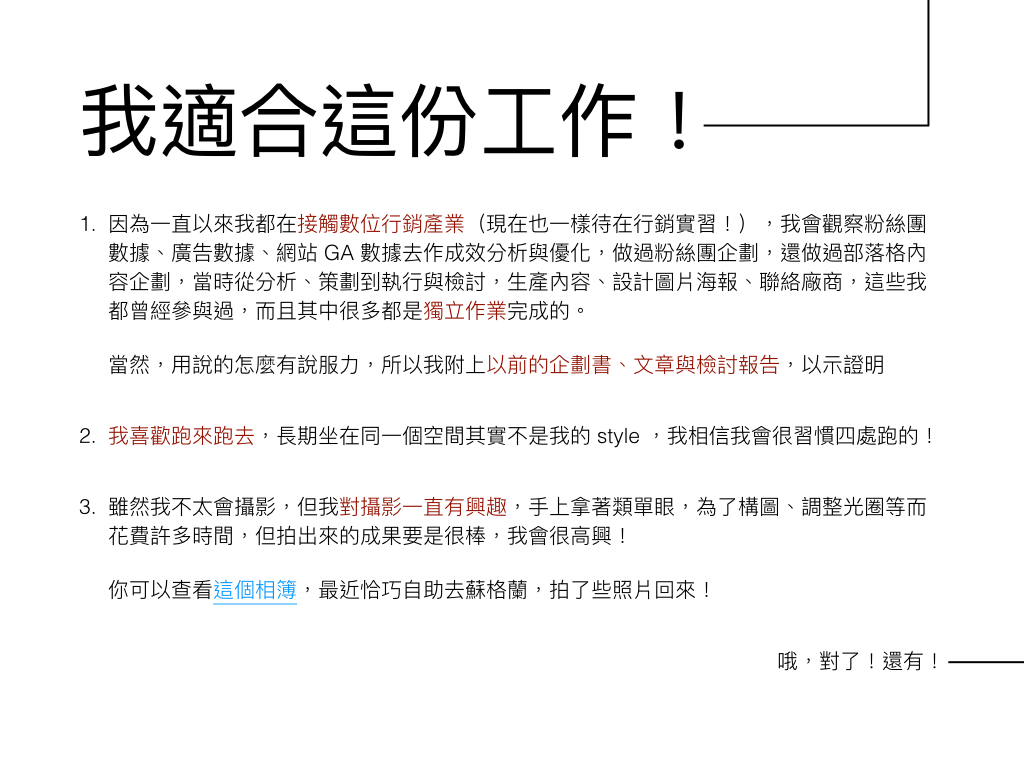 我適合這份工作！
1. 因為一直以來我都在接觸數位行銷產業（現在也一樣待在行銷實習！），我會觀察粉絲團
數據、廣告數據、網站 GA 數據去作成效分析與優化，做過粉絲團企劃，還做過部落格內
容企劃，當時從分析、策劃到執行與檢討，生產內容、設計圖片海報、聯絡廠商，這些我
都曾經參與過，而且其中很多都是獨立作業完成的。
當然，用說的怎麼有說服力，所以我附上以前的企劃書、文章與檢討報告，以示證明
2. 我喜歡跑來跑去，長期坐在同一個空間其實不是我的 style ，我相信我會很習慣四處跑的！
3. 雖然我不太會攝影，但我對攝影一直有興趣，手上拿著類單眼，為了構圖、調整光圈等而
花費許多時間，但拍出來的成果要是很棒，我會很高興！
你可以查看這個相簿，最近恰巧自助去蘇格蘭，拍了些照片回來！
哦，對了！還有！